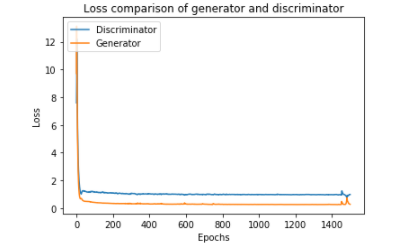 Loss comparison of generator and discriminator
Discriminator
Generator
12
10
8
6
4
2
0
Loss
0 200 400 600 800 1000 1200 1400
Epochs